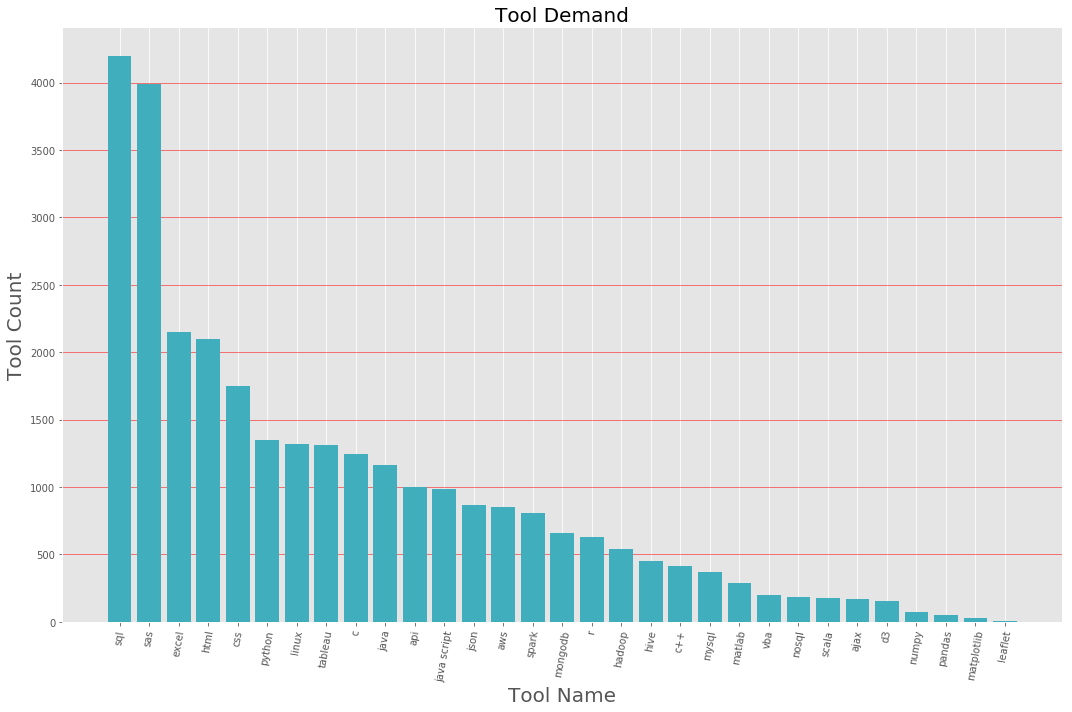 Tool Demand
Tool Count
4000
3500
3000
2500
2000
1500
1000
500
0
sql
sas
excel
html
css
python
linux
tableau
c
java
api
java script
json
aws
spark
mongodb
r
hadoop
hive
c++
mysql
matlab
vba
nosql
scala
ajax
d3
numpy
pandas
matplotlib
leaflet
Tool Name